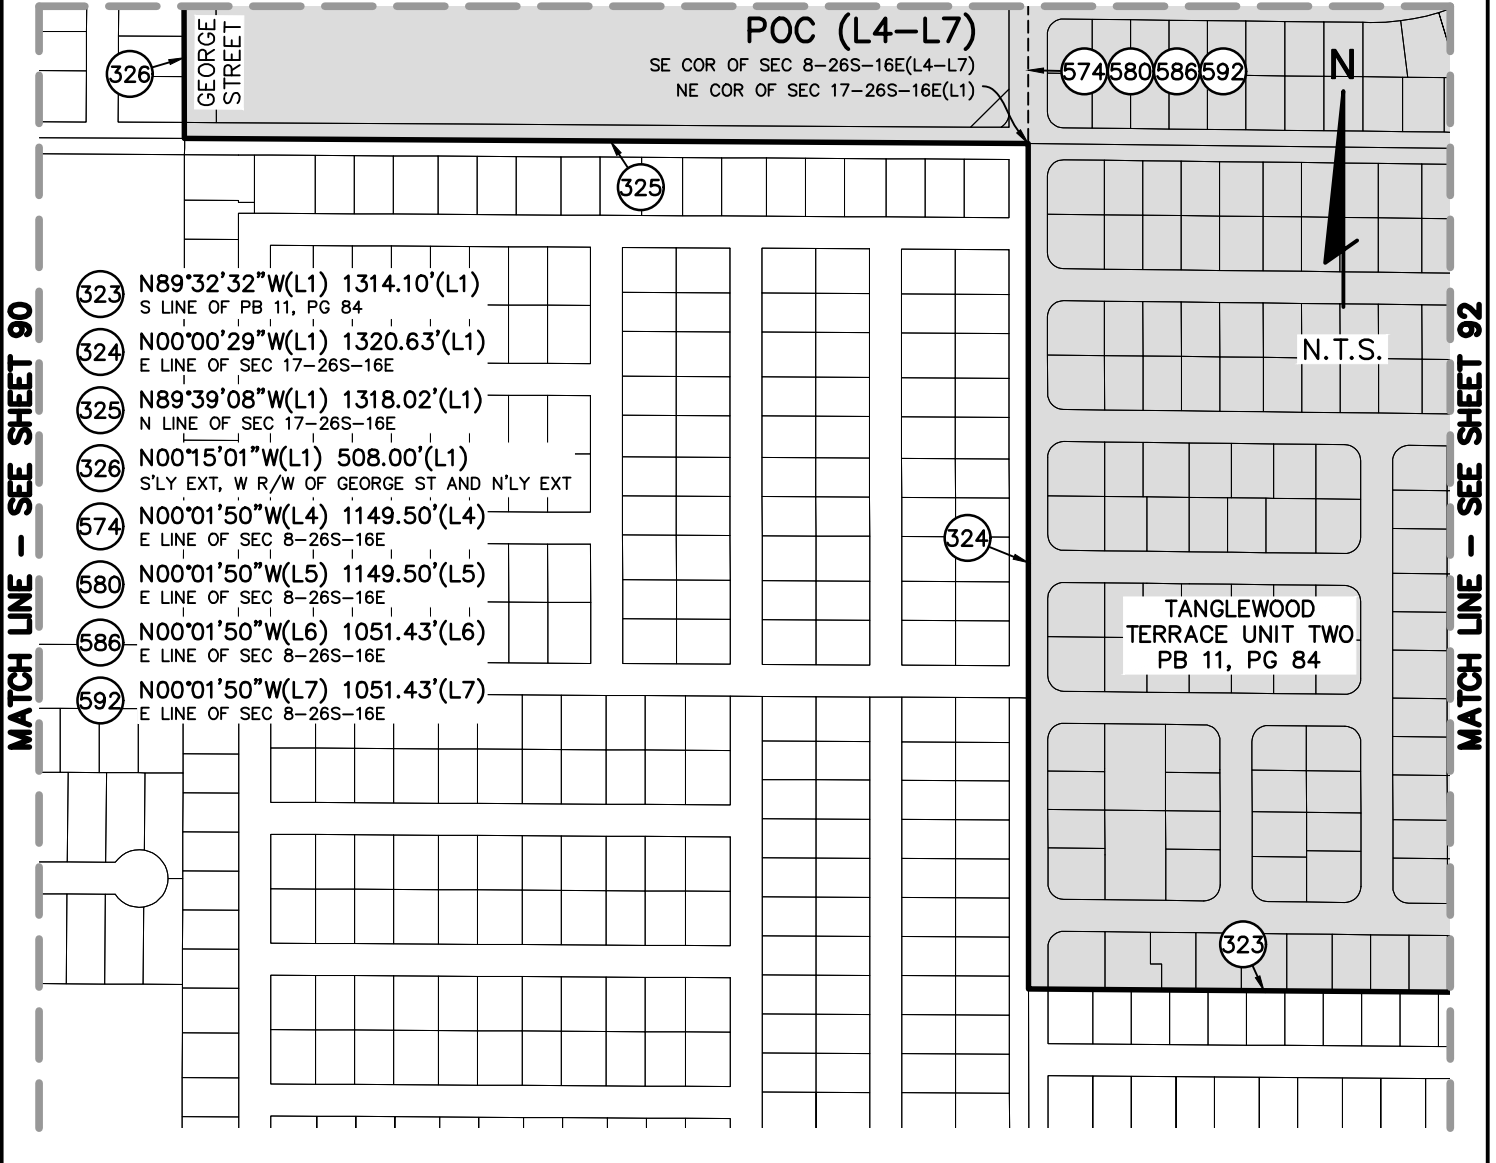 GEORGE
STREET
POC (L4-L7)
SE COR OF SEC 8-26S-16E(L4-L7)
NE COR OF SEC 17-26S-16E(L1)
326
574 580 586 592
N
325
N.T.S.
323 N89°32'32"W(L1) 1314.10'(L1)
S LINE OF PB 11, PG 84
324 N00°00'29"W(L1) 1320.63'(L1)
E LINE OF SEC 17-26S-16E
325 N89°39'08"W(L1) 1318.02'(L1)
N LINE OF SEC 17-26S-16E
326 N00°15'01"W(L1) 508.00'(L1)
S'LY EXT, W R/W OF GEORGE ST AND N'LY EXT
574 N00°01'50"W(L4) 1149.50'(L4)
E LINE OF SEC 8-26S-16E
580 N00°01'50"W(L5) 1149.50'(L5)
E LINE OF SEC 8-26S-16E
586 N00°01'50"W(L6) 1051.43'(L6)
E LINE OF SEC 8-26S-16E
592 N00°01'50"W(L7) 1051.43'(L7)
E LINE OF SEC 8-26S-16E
324
TANGLEWOOD
TERRACE UNIT TWO
PB 11, PG 84
323
MATCH LINE - SEE SHEET 90
MATCH LINE - SEE SHEET 92